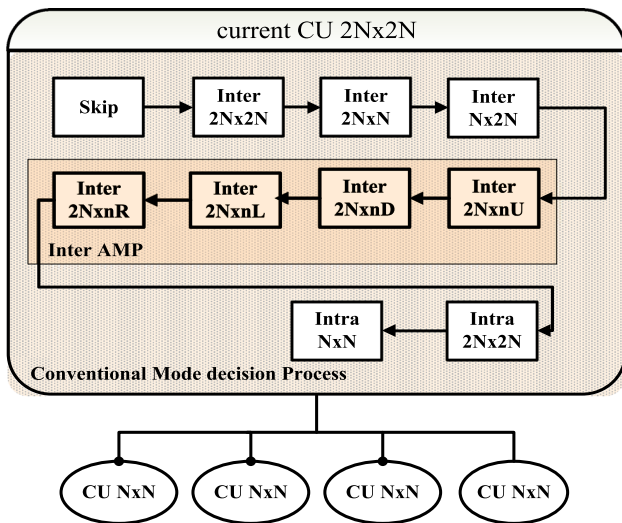 current CU 2Nx2N
Skip
Inter
2Nx2N
Inter
2NxN
Inter
Nx2N
Inter
2NxnR
Inter
2NxnL
Inter
2NxnD
Inter
2NxnU
Inter AMP
Intra
NxN
Intra
2Nx2N
Conventional Mode decision Process
CU NxN
CU NxN
CU NxN
CU NxN